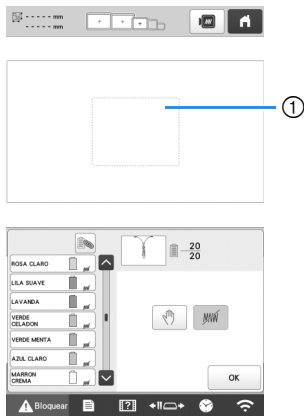 - - - - - mm
- - - - - mm
1
20
20
ROSA CLARO
LILA SUAVE
LAVANDA
VERDE
CELADON
VERDE MENTA
AZUL CLARO
MARRON
CREMA
OK
Bloquear